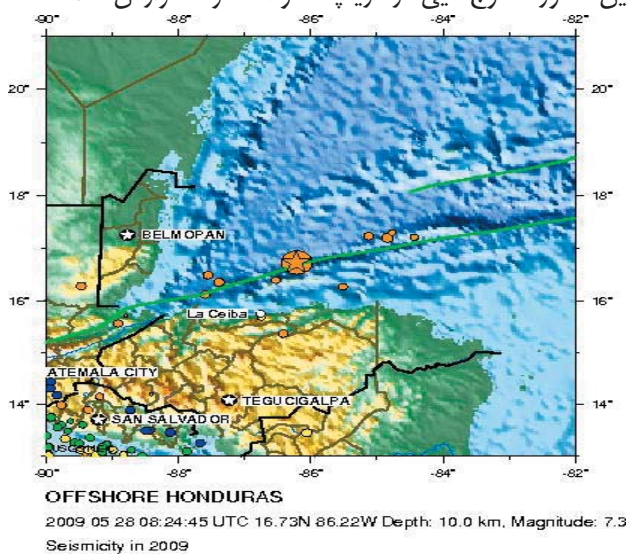 -90° -88° -86° -84° -82°
20° 20°
18° 18°
BELMOPAN
16° 16°
La Ceiba
ATEMALA CITY
14° TEGUCIGALPA 14°
SAN SALVADOR
-90° -88° -86° -84° -82°
OFFSHORE HONDURAS
2009 05 28 08:24:45 UTC 16.73N 86.22W Depth: 10.0 km, Magnitude: 7.3
Seismicity in 2009